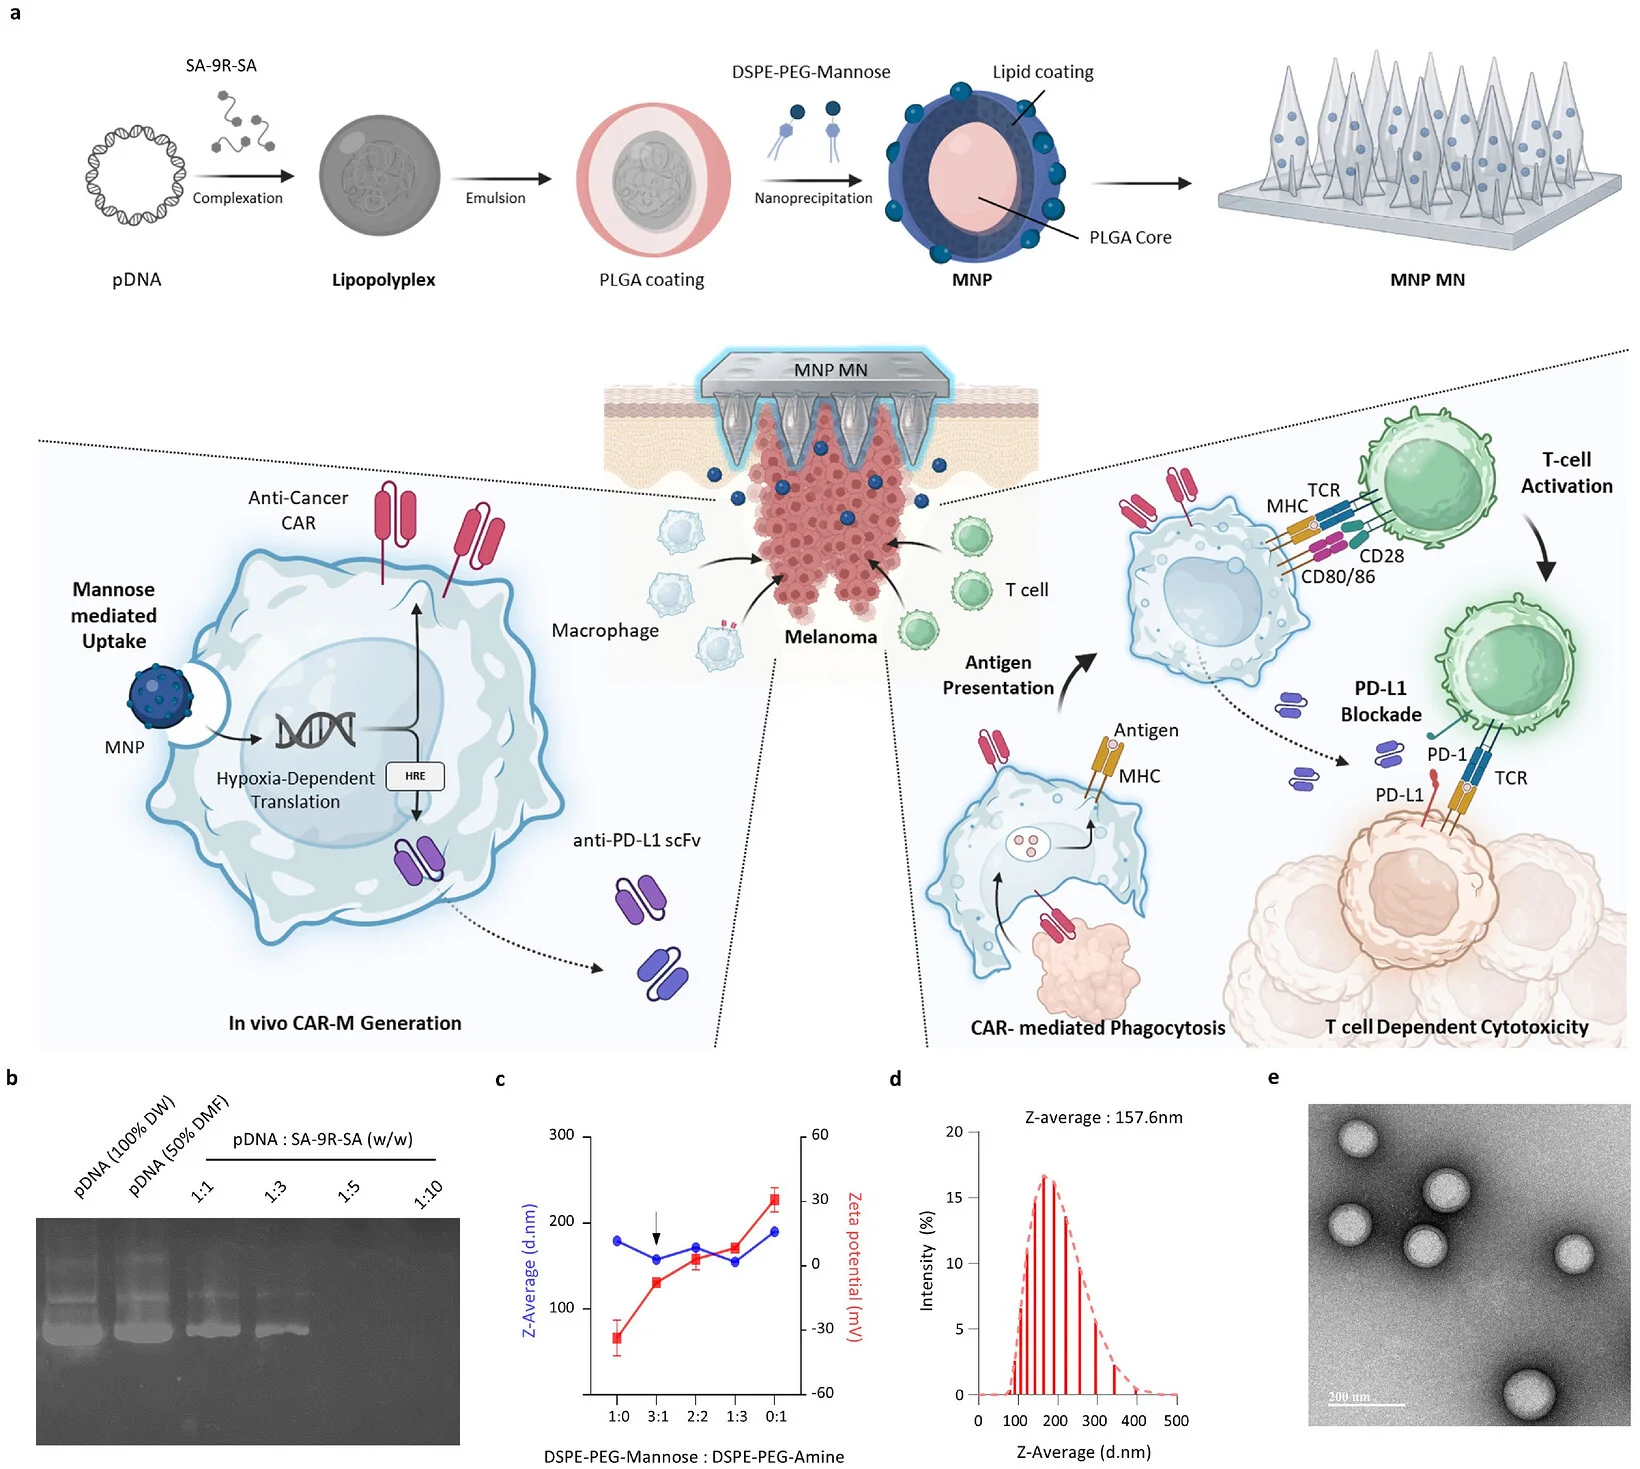 a
SA-9R-SA
Complexation
pDNA
Lipopolyplex
Emulsion
PLGA coating
DSPE-PEG-Mannose
Nanoprecipitation
Lipid coating
PLGA Core
MNP
MNP MN
MNP MN
Macrophage
T cell
Melanoma
Anti-Cancer
CAR
Mannose
mediated
Uptake
MNP
Hypoxia-Dependent
Translation
HRE
anti-PD-L1 scFv
In vivo CAR-M Generation
MHC
TCR
CD28
CD80/86
T-cell
Activation
Antigen
Presentation
Antigen
MHC
PD-L1
Blockade
PD-1
PD-L1
TCR
CAR- mediated Phagocytosis
T cell Dependent Cytotoxicity
b
pDNA (100% DW)
pDNA (50% DMF)
pDNA : SA-9R-SA (w/w)
1:1
1:3
1:5
1:10
c
Z-Average (d.nm)
300
200
100
60
30
0
-30
-60
Zeta potential (mV)
1:0
3:1
2:2
1:3
0:1
DSPE-PEG-Mannose : DSPE-PEG-Amine
d
Z-average : 157.6nm
Intensity (%)
20
15
10
5
0
0
100
200
300
400
500
Z-Average (d.nm)
e
200 nm